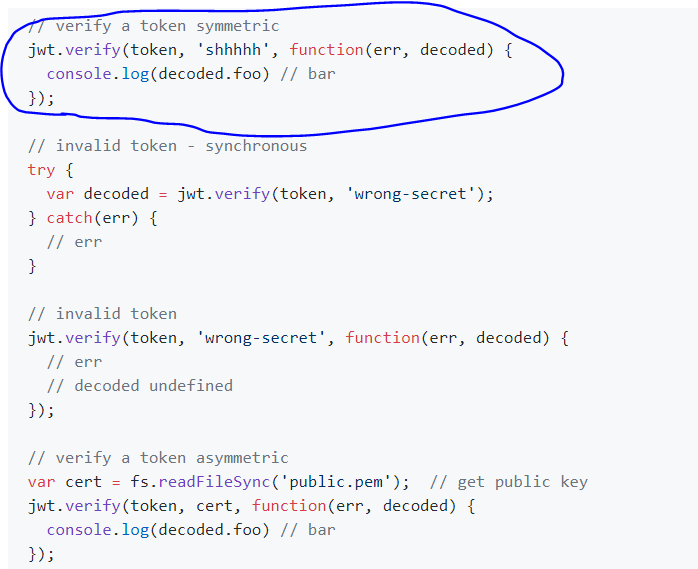 // verify a token symmetric
jwt.verify(token, 'shhhhh', function(err, decoded) {
  console.log(decoded.foo) // bar
});
// invalid token - synchronous
try {
  var decoded = jwt.verify(token, 'wrong-secret');
} catch(err) {
  // err
}
// invalid token
jwt.verify(token, 'wrong-secret', function(err, decoded) {
  // err
  // decoded undefined
});
// verify a token asymmetric
var cert = fs.readFileSync('public.pem');  // get public key
jwt.verify(token, cert, function(err, decoded) {
  console.log(decoded.foo) // bar
});